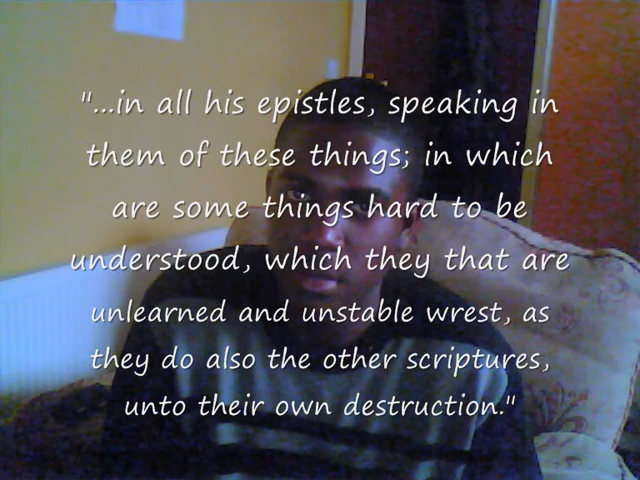 "...in all his epistles, speaking in
them of these things; in which
are some things hard to be
understood, which they that are
unlearned and unstable wrest, as
they do also the other scriptures,
unto their own destruction."